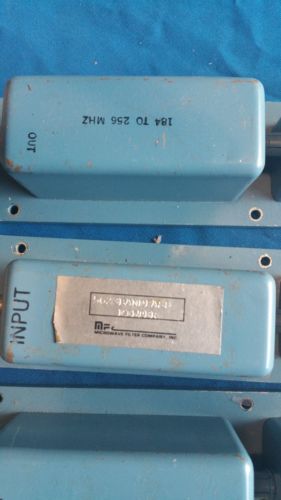 184 TO 256 MHZ
OUT
INPUT
MFC
MICROWAVE FILTER COMPANY, INC